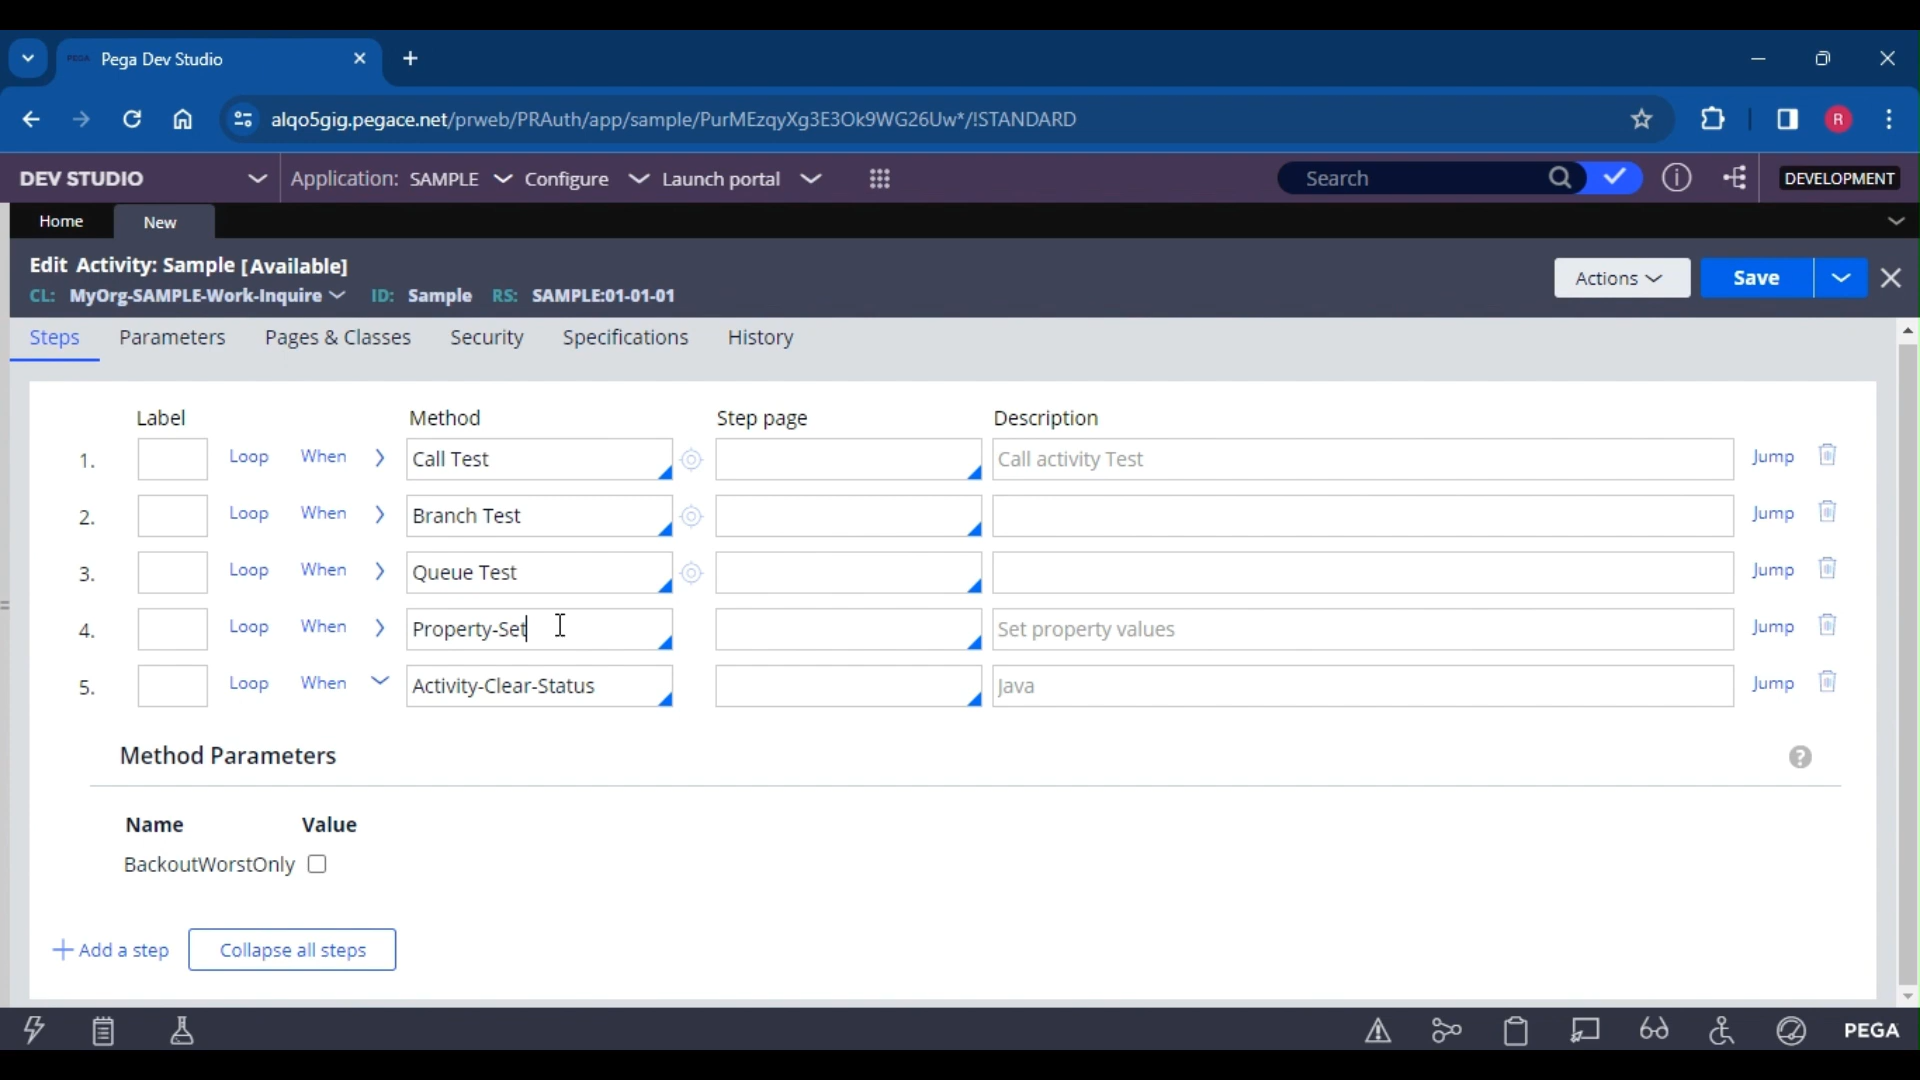 PEGA Pega Dev Studio
alqo5gig.pegace.net/prweb/PRAuth/app/sample/PurMEzqyXg3E3Ok9WG26Uw*/!STANDARD R
DEV STUDIO Application: SAMPLE Configure Launch portal Search DEVELOPMENT
Home New
Edit Activity: Sample [Available]
CL: MyOrg-SAMPLE-Work-Inquire ID: Sample RS: SAMPLE:01-01-01
Actions Save
Steps Parameters Pages & Classes Security Specifications History
Label Method Step page Description
1. Loop When Call Test Call activity Test Jump
2. Loop When Branch Test Jump
3. Loop When Queue Test Jump
4. Loop When Property-Set Set property values Jump
5. Loop When Activity-Clear-Status Java Jump
Method Parameters ?
Name Value
BackoutWorstOnly
Add a step Collapse all steps
PEGA